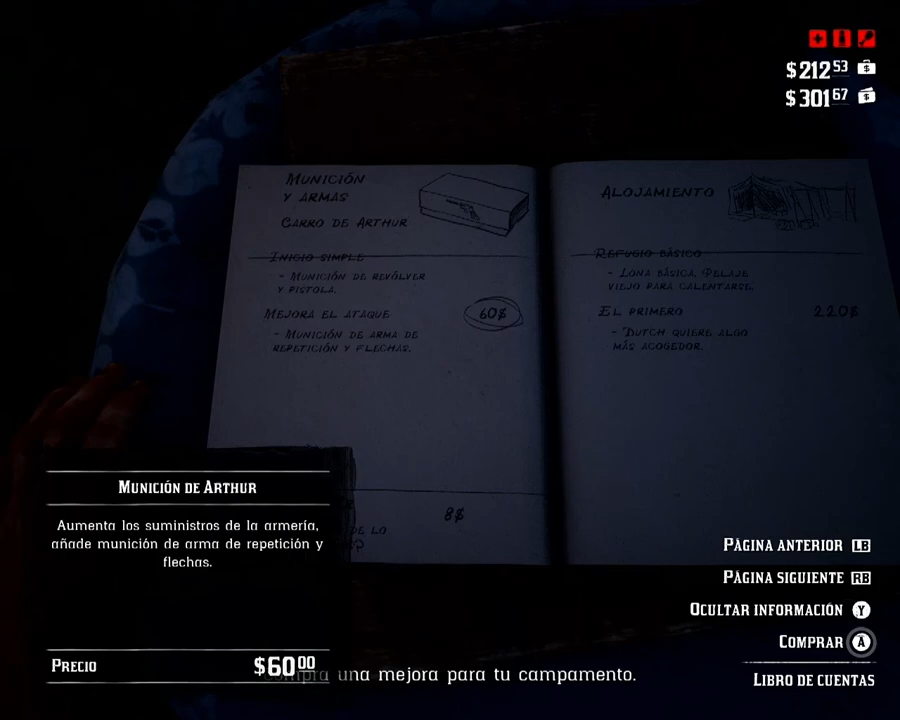 $212 53
$301 67
MUNICIÓN
Y ARMAS
CARRO DE ARTHUR
INICIO SIMPLE
- MUNICIÓN DE REVÓLVER
Y PISTOLA.
MEJORA EL ATAQUE 60$
- MUNICIÓN DE ARMA DE
REPETICIÓN Y FLECHAS.
8$
DE LO
ALOJAMIENTO
REFUGIO BÁSICO
- LONA BÁSICA. PELAJE
VIEJO PARA CALENTARSE.
EL PRIMERO 220$
- DUTCH QUIERE ALGO
MÁS ACOGEDOR.
MUNICIÓN DE ARTHUR
Aumenta los suministros de la armería,
añade munición de arma de repetición y
flechas.
PRECIO $60 00
Compra una mejora para tu campamento.
PÁGINA ANTERIOR LB
PÁGINA SIGUIENTE RB
OCULTAR INFORMACIÓN Y
COMPRAR A
LIBRO DE CUENTAS